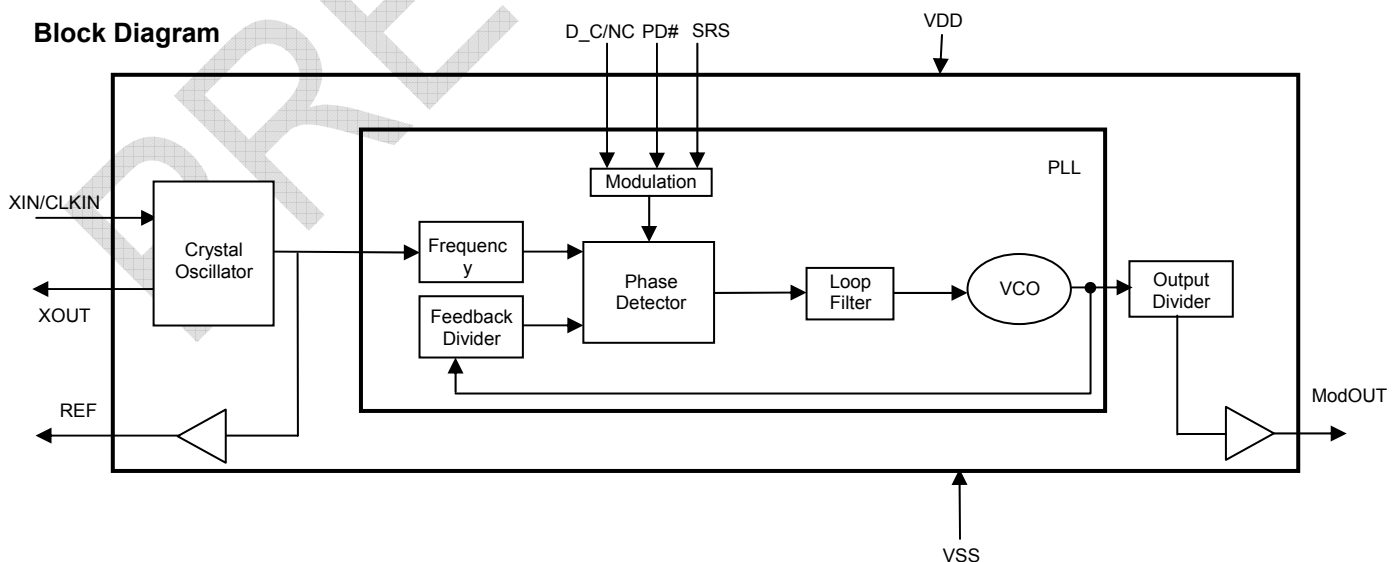 Block Diagram
D_C/NC PD# SRS
VDD
PLL
Modulation
XIN/CLKIN
Crystal
Oscillator
XOUT
REF
Frequenc
y
Feedback
Divider
Phase
Detector
Loop
Filter
VCO
Output
Divider
ModOUT
VSS
PRE